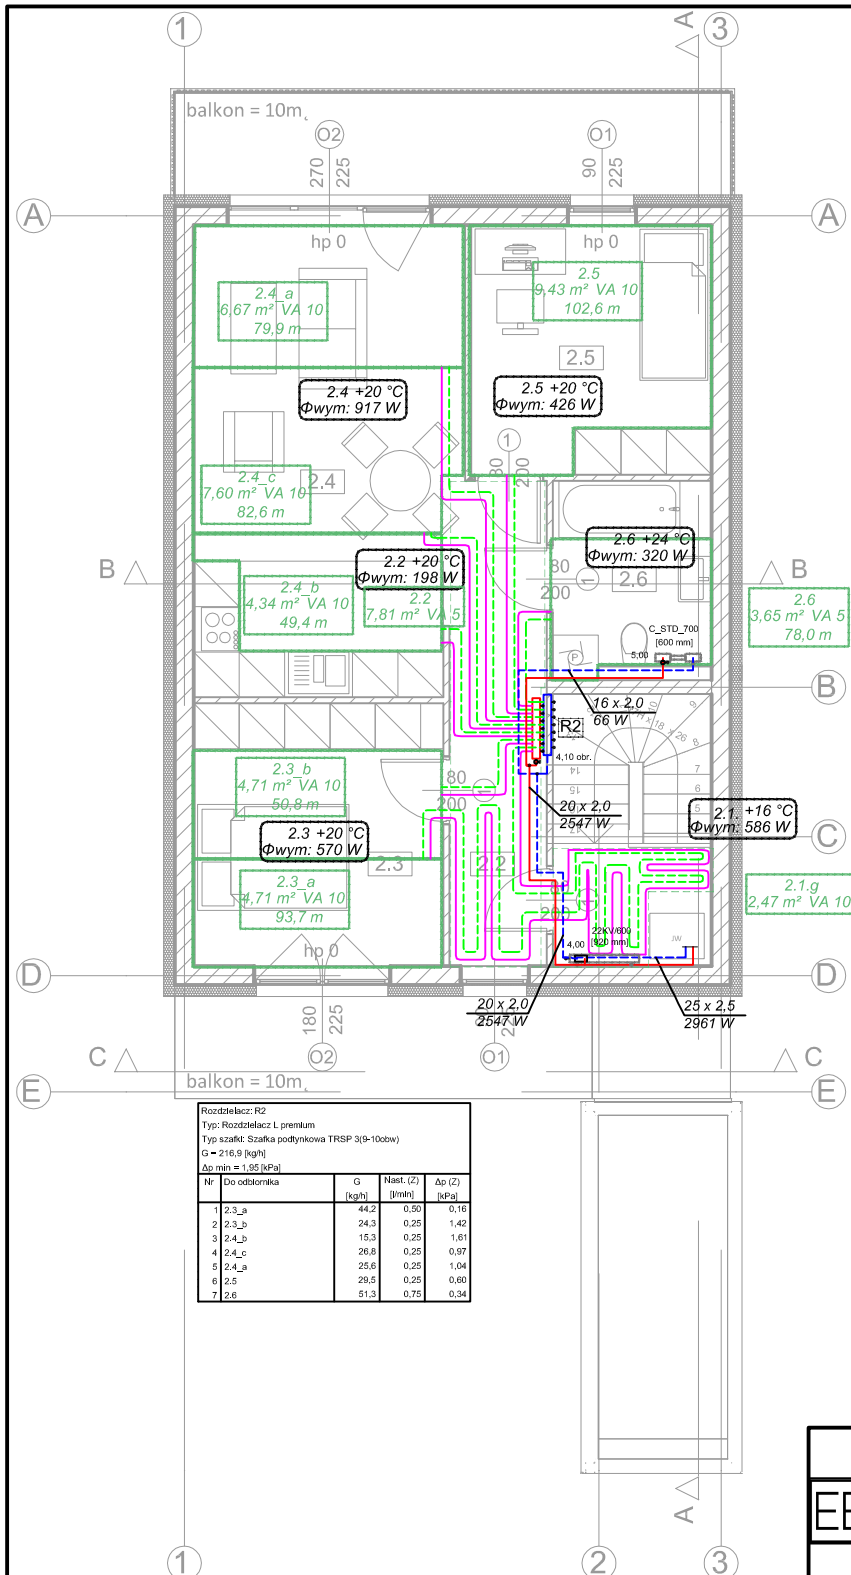 1
3
A
balkon = 10m
O2
O1
270
225
90
225
A
A
hp 0
hp 0
2.4_a
6,67 m² VA 10
79,9 m
2.5
9,43 m² VA 10
102,6 m
2.5
2.4 +20 °C
Φwym: 917 W
2.5 +20 °C
Φwym: 426 W
1
80
200
2.4_c
7,60 m² VA 10
82,6 m
2.4
2.6 +24 °C
Φwym: 320 W
2.2 +20 °C
Φwym: 198 W
B
B
80
200
1
2.6
2.4_b
4,34 m² VA 10
49,4 m
2.2
7,81 m² VA 5
2.6
3,65 m² VA 5
78,0 m
C_STD_700
[600 mm]
5,00
P
B
16 x 2,0
66 W
R2
4,10 obr.
2.3_b
4,71 m² VA 10
50,8 m
80
200
1
20 x 2,0
2547 W
2.1. +16 °C
Φwym: 586 W
C
2.3 +20 °C
Φwym: 570 W
2.3
2.2
2.3_a
4,71 m² VA 10
93,7 m
2.1.g
2,47 m² VA 10
22KV/600
[920 mm]
4,00
JW
hp 0
D
D
180
225
20 x 2,0
2547 W
25 x 2,5
2961 W
C
O2
O1
C
E
balkon = 10m
E
Rozdzielacz: R2
Typ: Rozdzielacz L premium
Typ szafki: Szafka podtynkowa TRSP 3(9-10obw)
G = 216,9 [kg/h]
Δp min = 1,95 [kPa]
Nr Do odbiornika G [kg/h] Nast. (Z) [l/min] Δp (Z) [kPa]
1 2.3_a 44,2 0,50 0,16
2 2.3_b 24,3 0,25 1,42
3 2.4_b 15,3 0,25 1,61
4 2.4_c 26,8 0,25 0,97
5 2.4_a 25,6 0,25 1,04
6 2.5 29,5 0,25 0,60
7 2.6 51,3 0,75 0,34
A
1
2
3